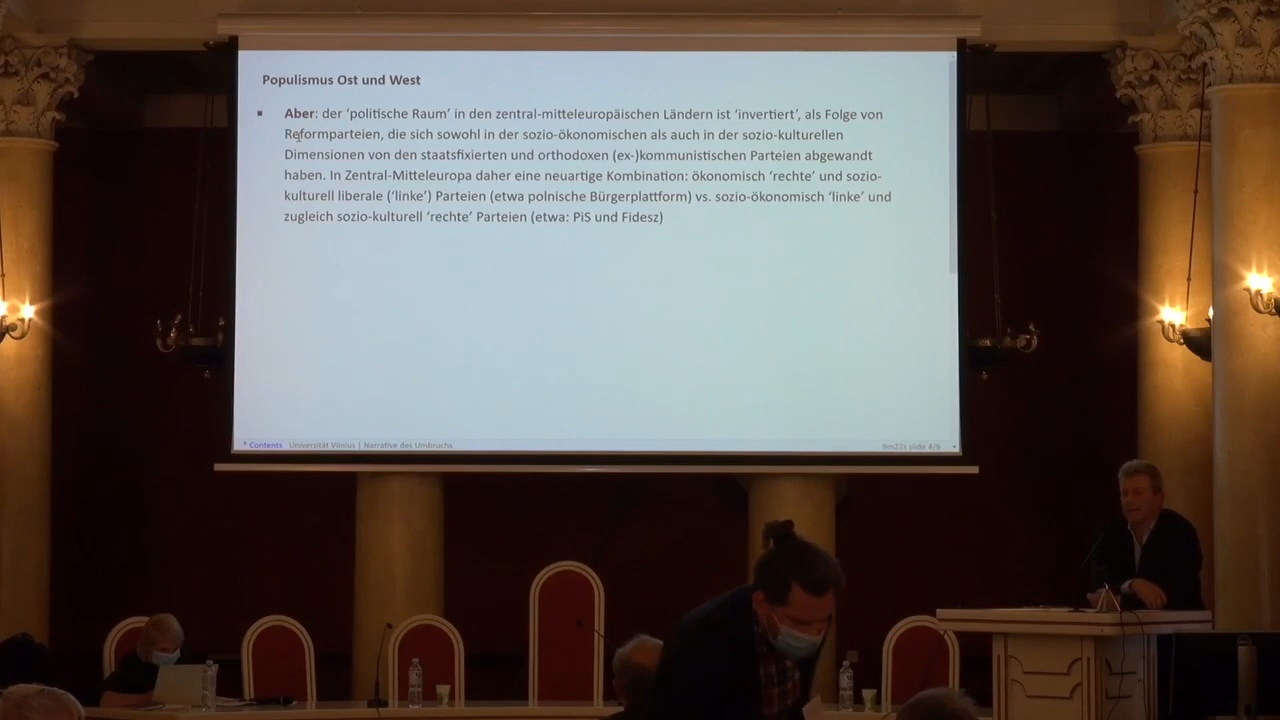 Populismus Ost und West
▪ Aber: der ‘politische Raum’ in den zentral-mitteleuropäischen Ländern ist ‘invertiert’, als Folge von
Reformparteien, die sich sowohl in der sozio-ökonomischen als auch in der sozio-kulturellen
Dimensionen von den staatsfixierten und orthodoxen (ex-)kommunistischen Parteien abgewandt
haben. In Zentral-Mitteleuropa daher eine neuartige Kombination: ökonomisch ‘rechte’ und sozio-
kulturell liberale (‘linke’) Parteien (etwa polnische Bürgerplattform) vs. sozio-ökonomisch ‘linke’ und
zugleich sozio-kulturell ‘rechte’ Parteien (etwa: PiS und Fidesz)
* Contents Universität Vilnius | Narrative des Umbruchs 9m23s slide 4/6